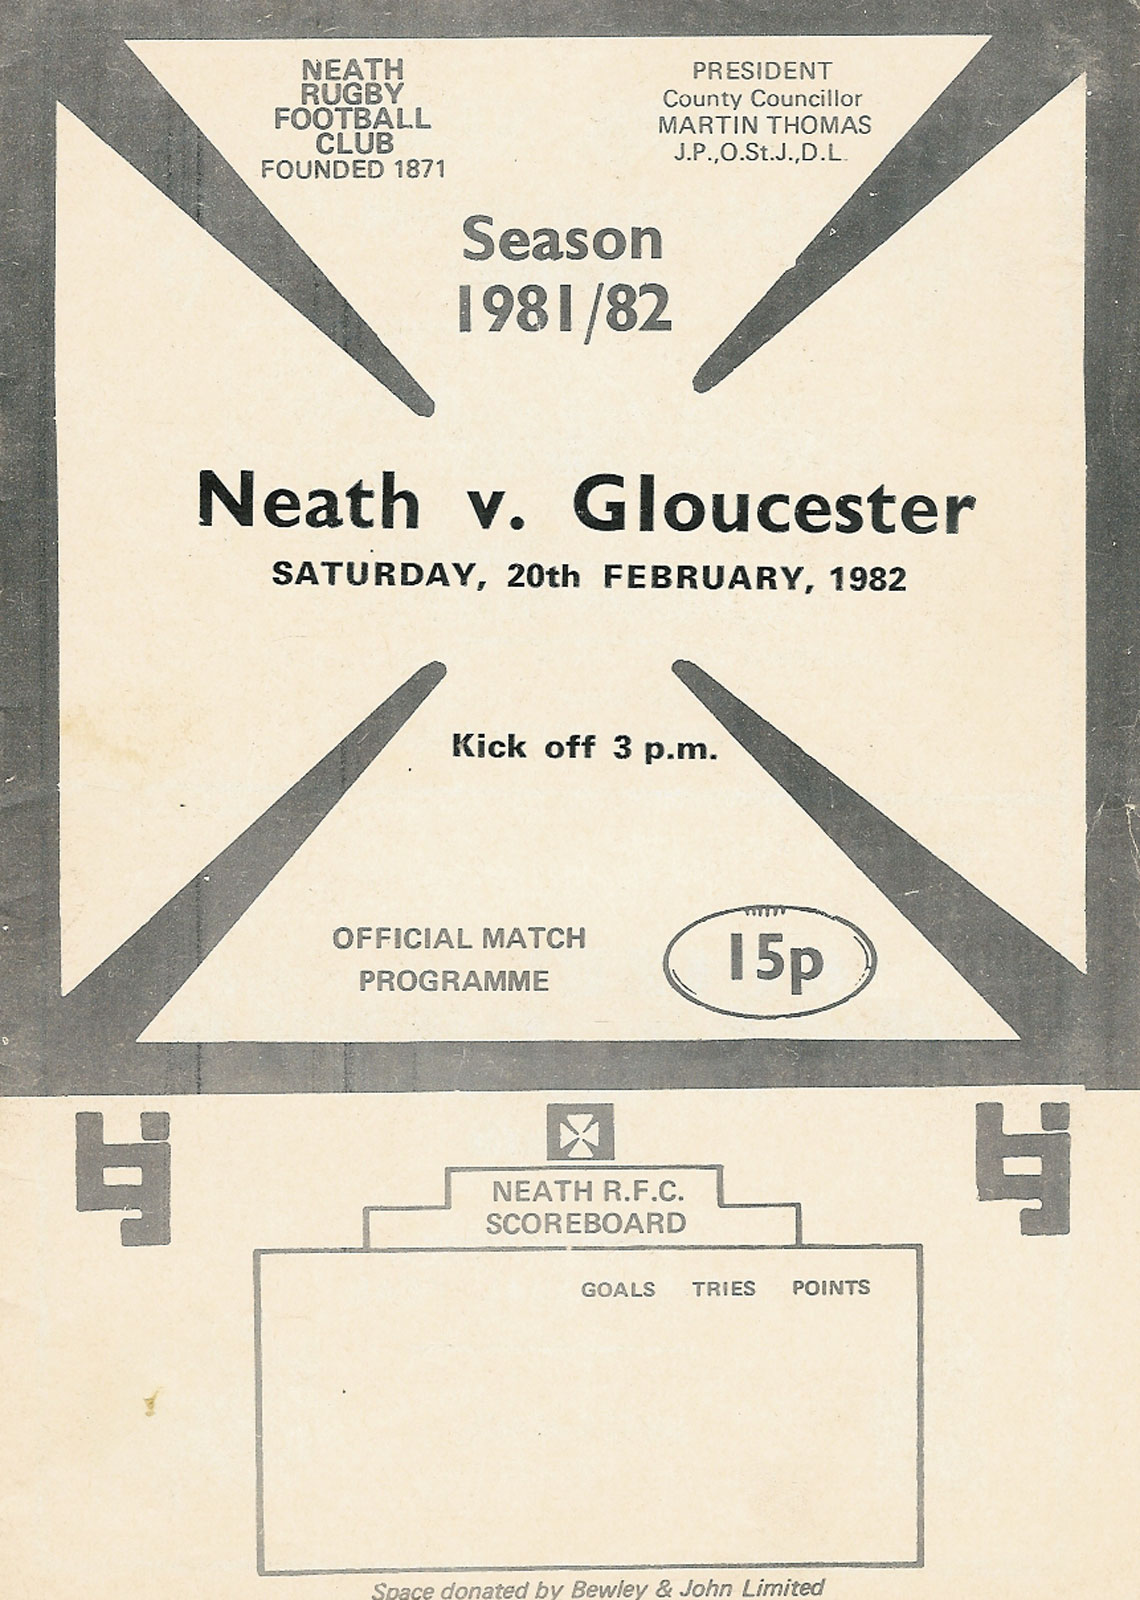 NEATH
RUGBY
FOOTBALL
CLUB
FOUNDED 1871
PRESIDENT
County Councillor
MARTIN THOMAS
J.P.,O.St.J.,D.L.
Season
1981/82
Neath v. Gloucester
SATURDAY, 20th FEBRUARY, 1982
Kick off 3 p.m.
OFFICIAL MATCH
PROGRAMME
15p
NEATH R.F.C.
SCOREBOARD
GOALS TRIES POINTS
Space donated by Bewley & John Limited